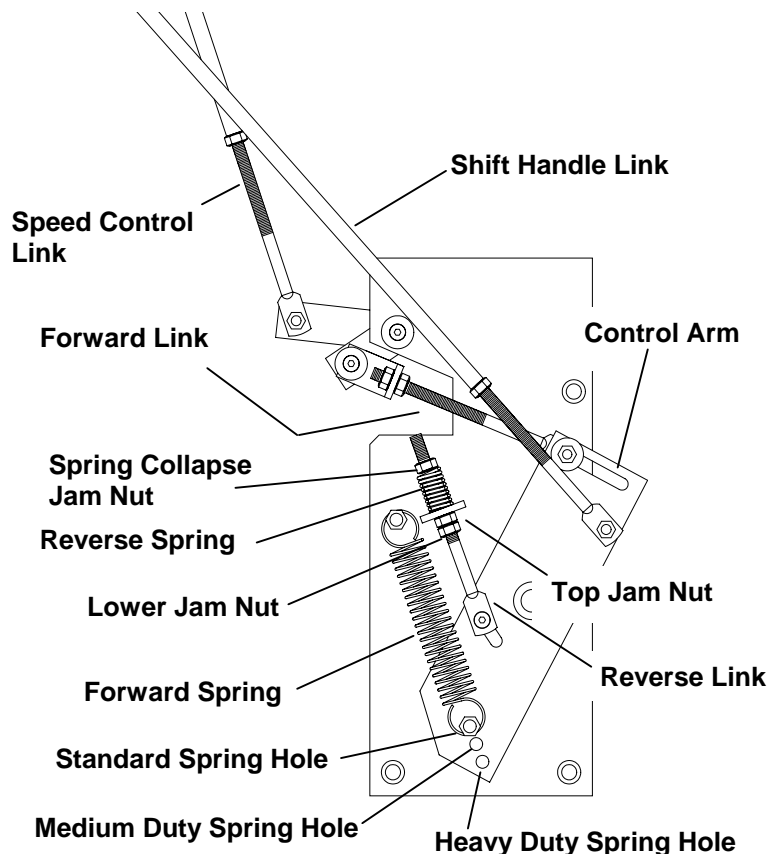 Shift Handle Link
Speed Control
Link
Forward Link
Control Arm
Spring Collapse
Jam Nut
Reverse Spring
Lower Jam Nut
Top Jam Nut
Reverse Link
Forward Spring
Standard Spring Hole
Medium Duty Spring Hole
Heavy Duty Spring Hole